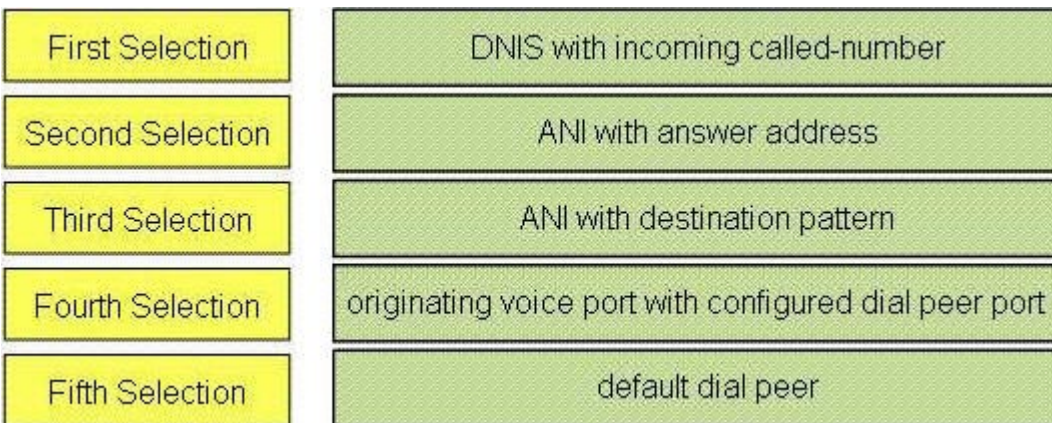 First Selection DNIS with incoming called-number
Second Selection ANI with answer address
Third Selection ANI with destination pattern
Fourth Selection originating voice port with configured dial peer port
Fifth Selection default dial peer